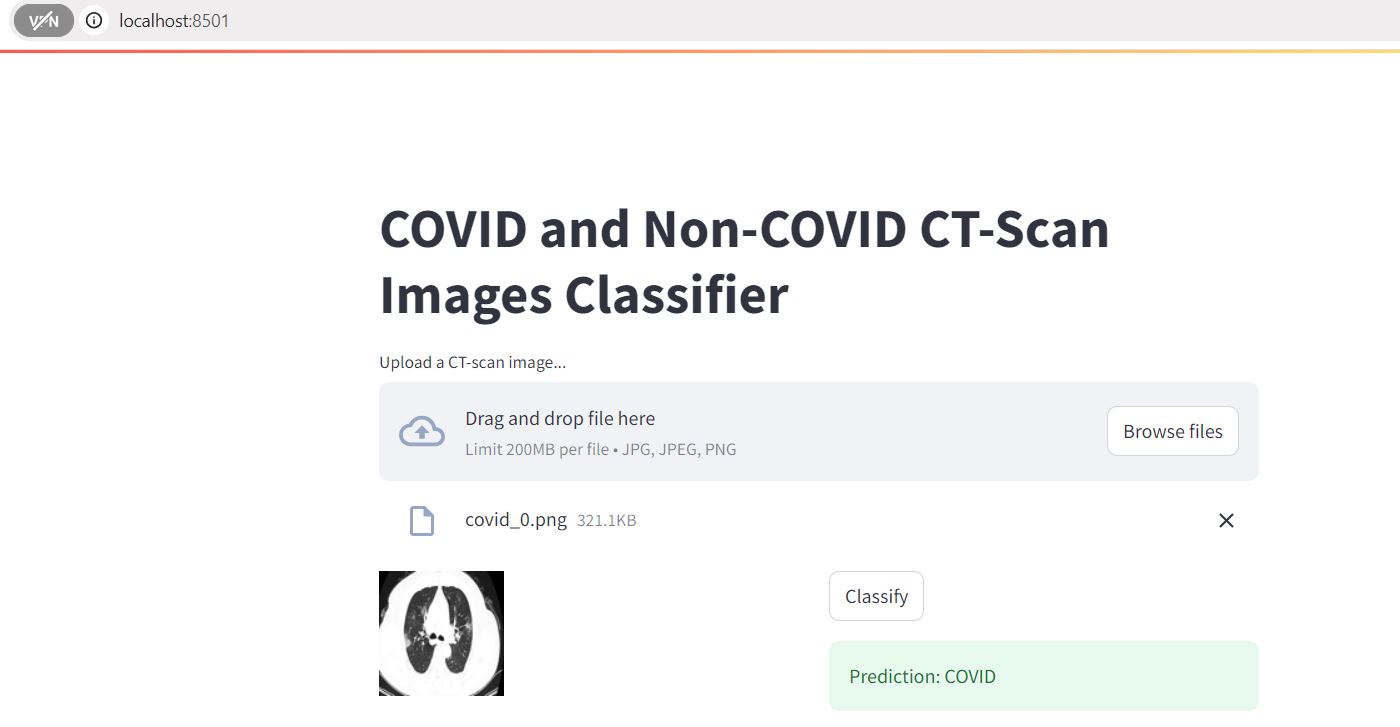 VPN localhost:8501
COVID and Non-COVID CT-Scan
Images Classifier
Upload a CT-scan image...
Drag and drop file here
Limit 200MB per file • JPG, JPEG, PNG
Browse files
covid_0.png 321.1KB
Classify
Prediction: COVID